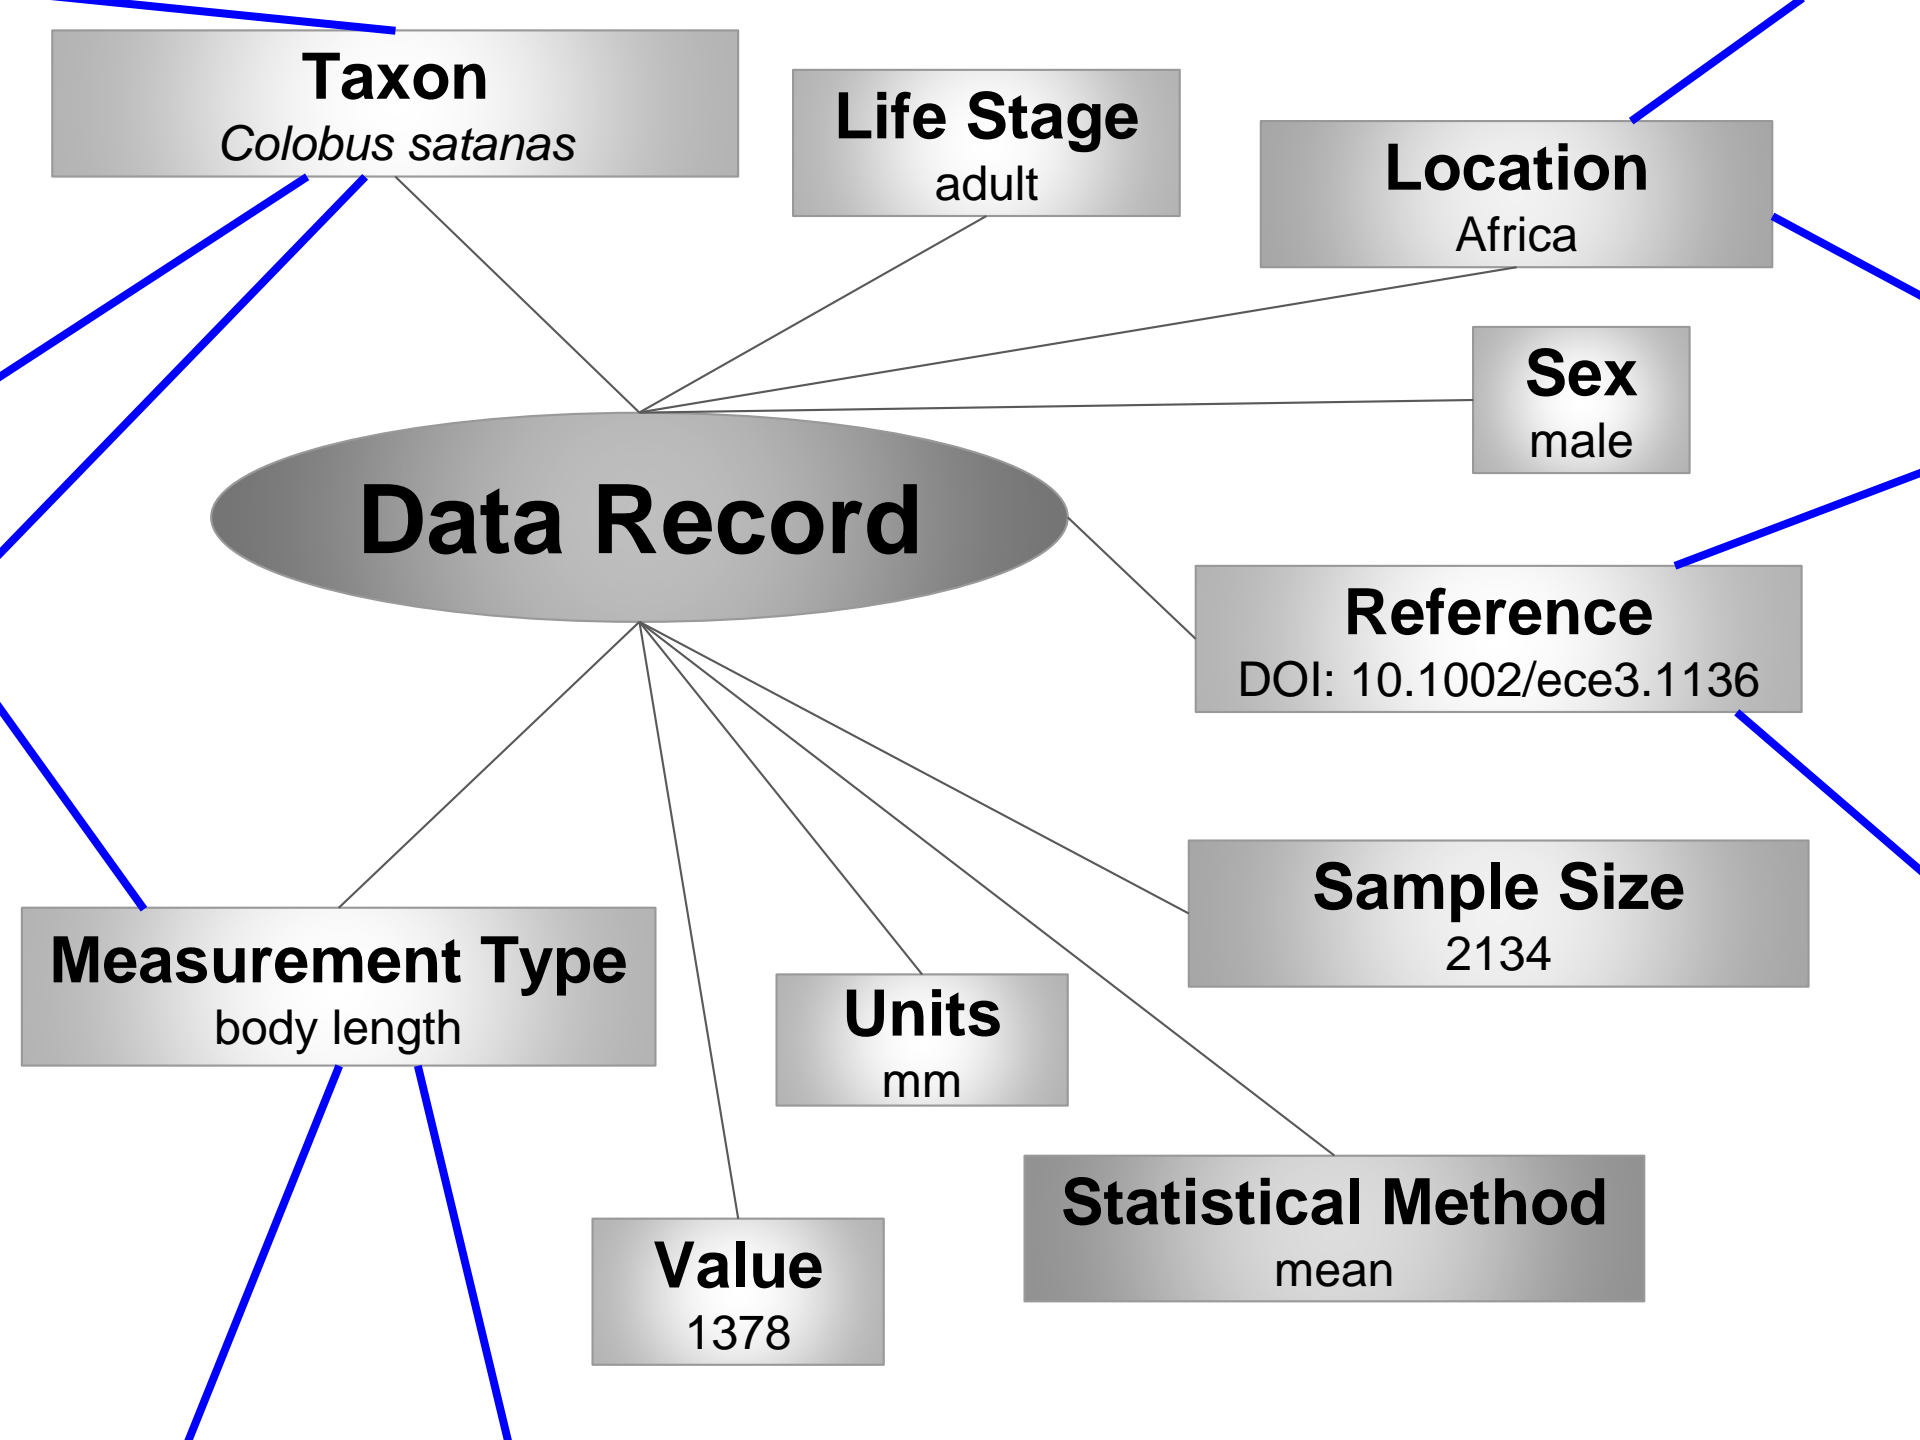 Taxon
Colobus satanas
Life Stage
adult
Location
Africa
Sex
male
Data Record
Reference
DOI: 10.1002/ece3.1136
Sample Size
2134
Measurement Type
body length
Units
mm
Statistical Method
mean
Value
1378